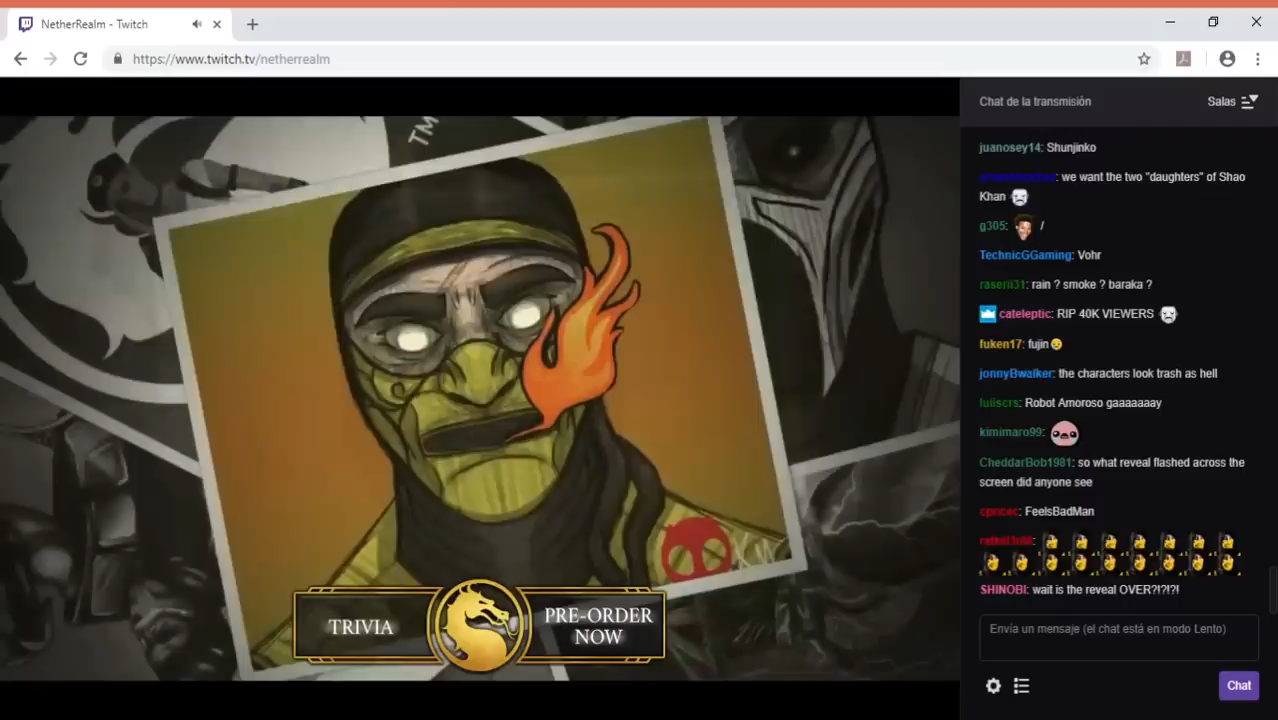 NetherRealm - Twitch
https://www.twitch.tv/netherrealm
TM
TRIVIA
PRE-ORDER
NOW
Chat de la transmisión
Salas
juanosey14: Shunjinko
: we want the two "daughters" of Shao
Khan
g305: /
TechnicGGaming: Vohr
raserii31: rain ? smoke ? baraka ?
cateleptic: RIP 40K VIEWERS
fuken17: fujin
jonnyBwalker: the characters look trash as hell
fuiiscrs: Robot Amoroso gaaaaaaay
kimimaro99:
CheddarBob1981: so what reveal flashed across the
screen did anyone see
cpricec: FeelsBadMan
SHINOBI: wait is the reveal OVER?!?!?!
Envía un mensaje (el chat está en modo Lento)
Chat